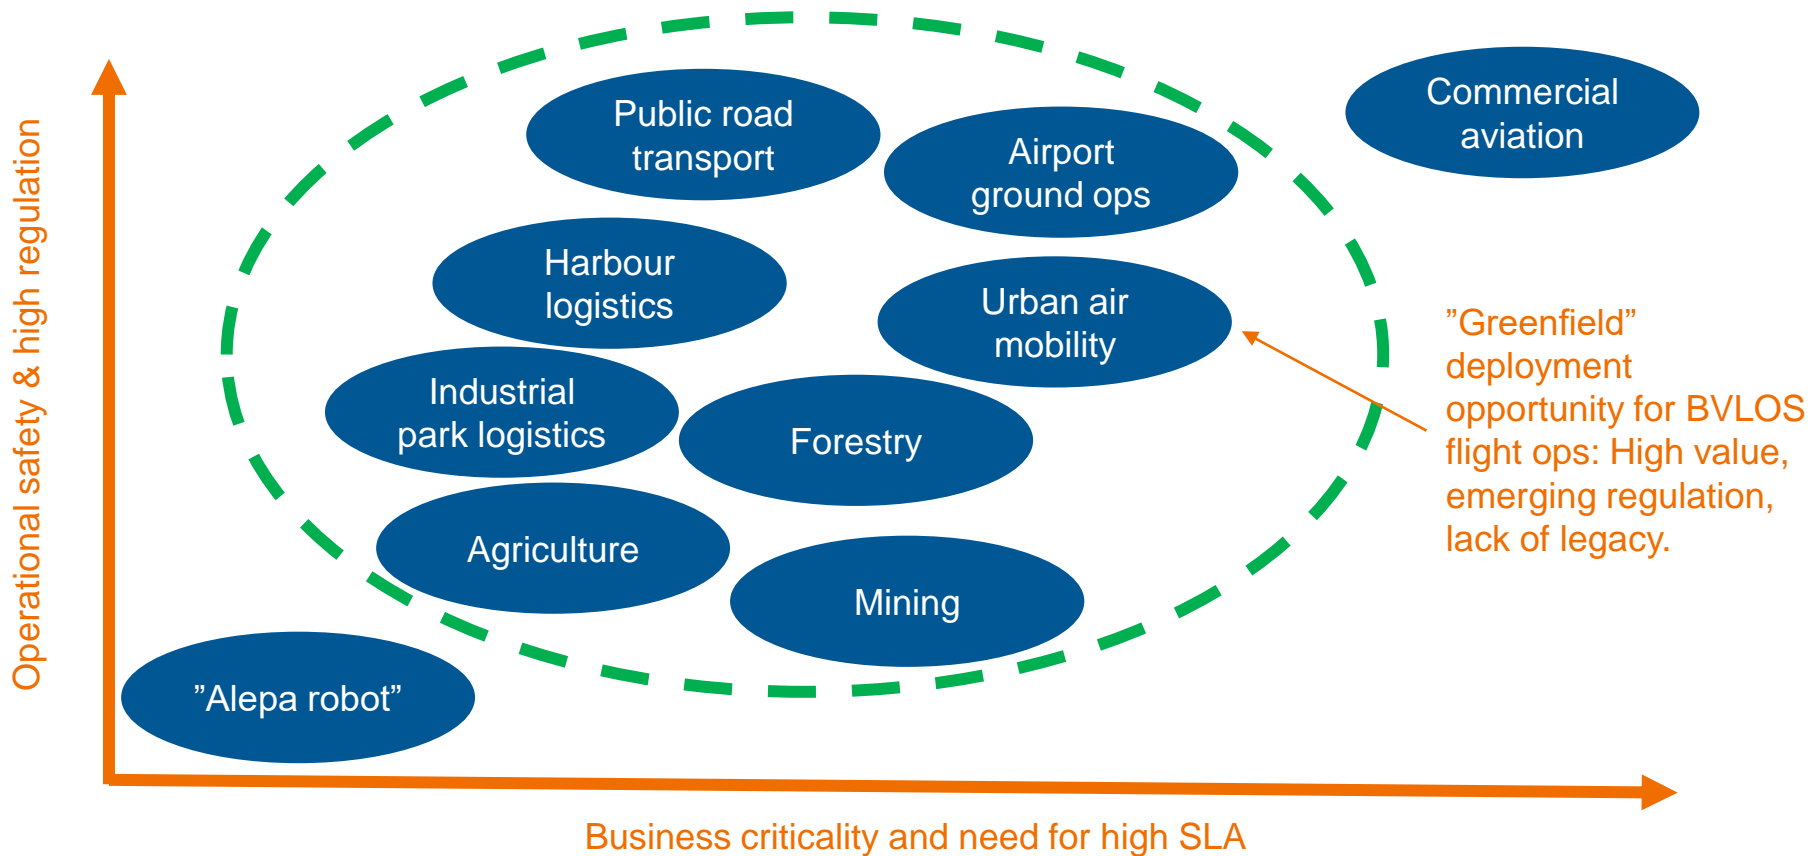 Operational safety & high regulation
Public road
transport
Airport
ground ops
Commercial
aviation
Harbour
logistics
Urban air
mobility
Industrial
park logistics
Forestry
Agriculture
Mining
”Alepa robot”
”Greenfield”
deployment
opportunity for BVLOS
flight ops: High value,
emerging regulation,
lack of legacy.
Business criticality and need for high SLA